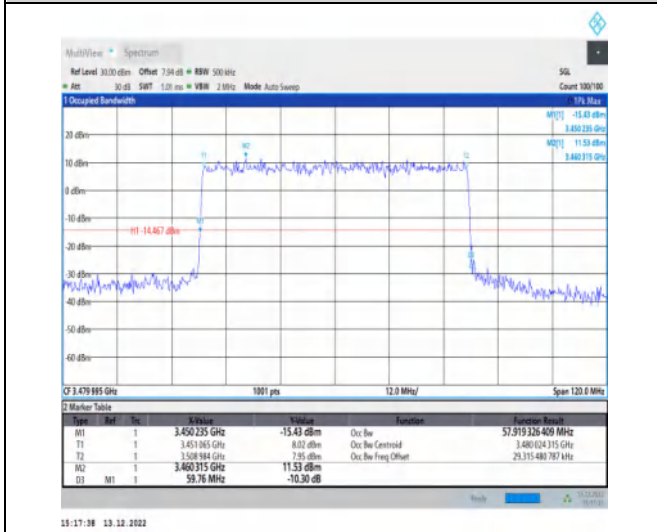 MultiView Spectrum
Ref Level 30.00 dBm Offset 7.94 dB RBW 500 kHz SGL
Att 30 dB SWT 1.01 ms VBW 2 MHz Mode Auto Sweep Count 100/100
1 Occupied Bandwidth 1Pk Max
M1[1] -15.43 dBm
3.450 235 GHz
20 dBm
M2[1] 11.53 dBm
3.460 315 GHz
M2
T1 T2
10 dBm
0 dBm
-10 dBm
M1
H1 -14.467 dBm
D3
-30 dBm
-40 dBm
-50 dBm
-60 dBm
CF 3.479 995 GHz 1001 pts 12.0 MHz/ Span 120.0 MHz
2 Marker Table
Type Ref Trc X-Value Y-Value Function Function Result
M1 1 3.450 235 GHz -15.43 dBm Occ Bw 57.919 326 409 MHz
T1 1 3.451 065 GHz 8.02 dBm Occ Bw Centroid 3.480 024 315 GHz
T2 1 3.508 984 GHz 7.95 dBm Occ Bw Freq Offset 29.315 480 787 kHz
M2 1 3.460 315 GHz 11.53 dBm
D3 M1 1 59.76 MHz -10.30 dB
Ready 13.12.2022
15:17:38 13.12.2022